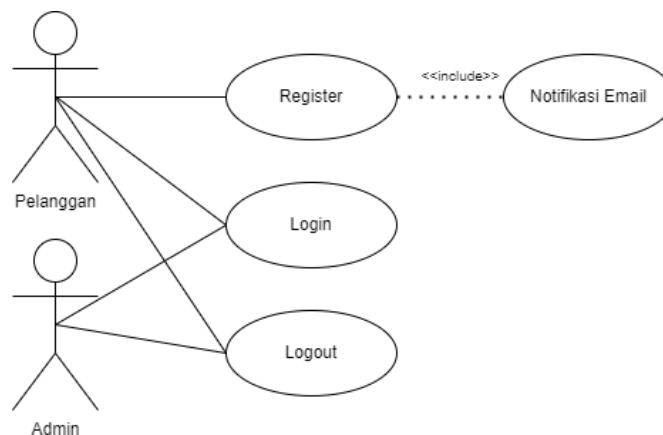 <<include>>
Register
Notifikasi Email
Pelanggan
Login
Logout
Admin